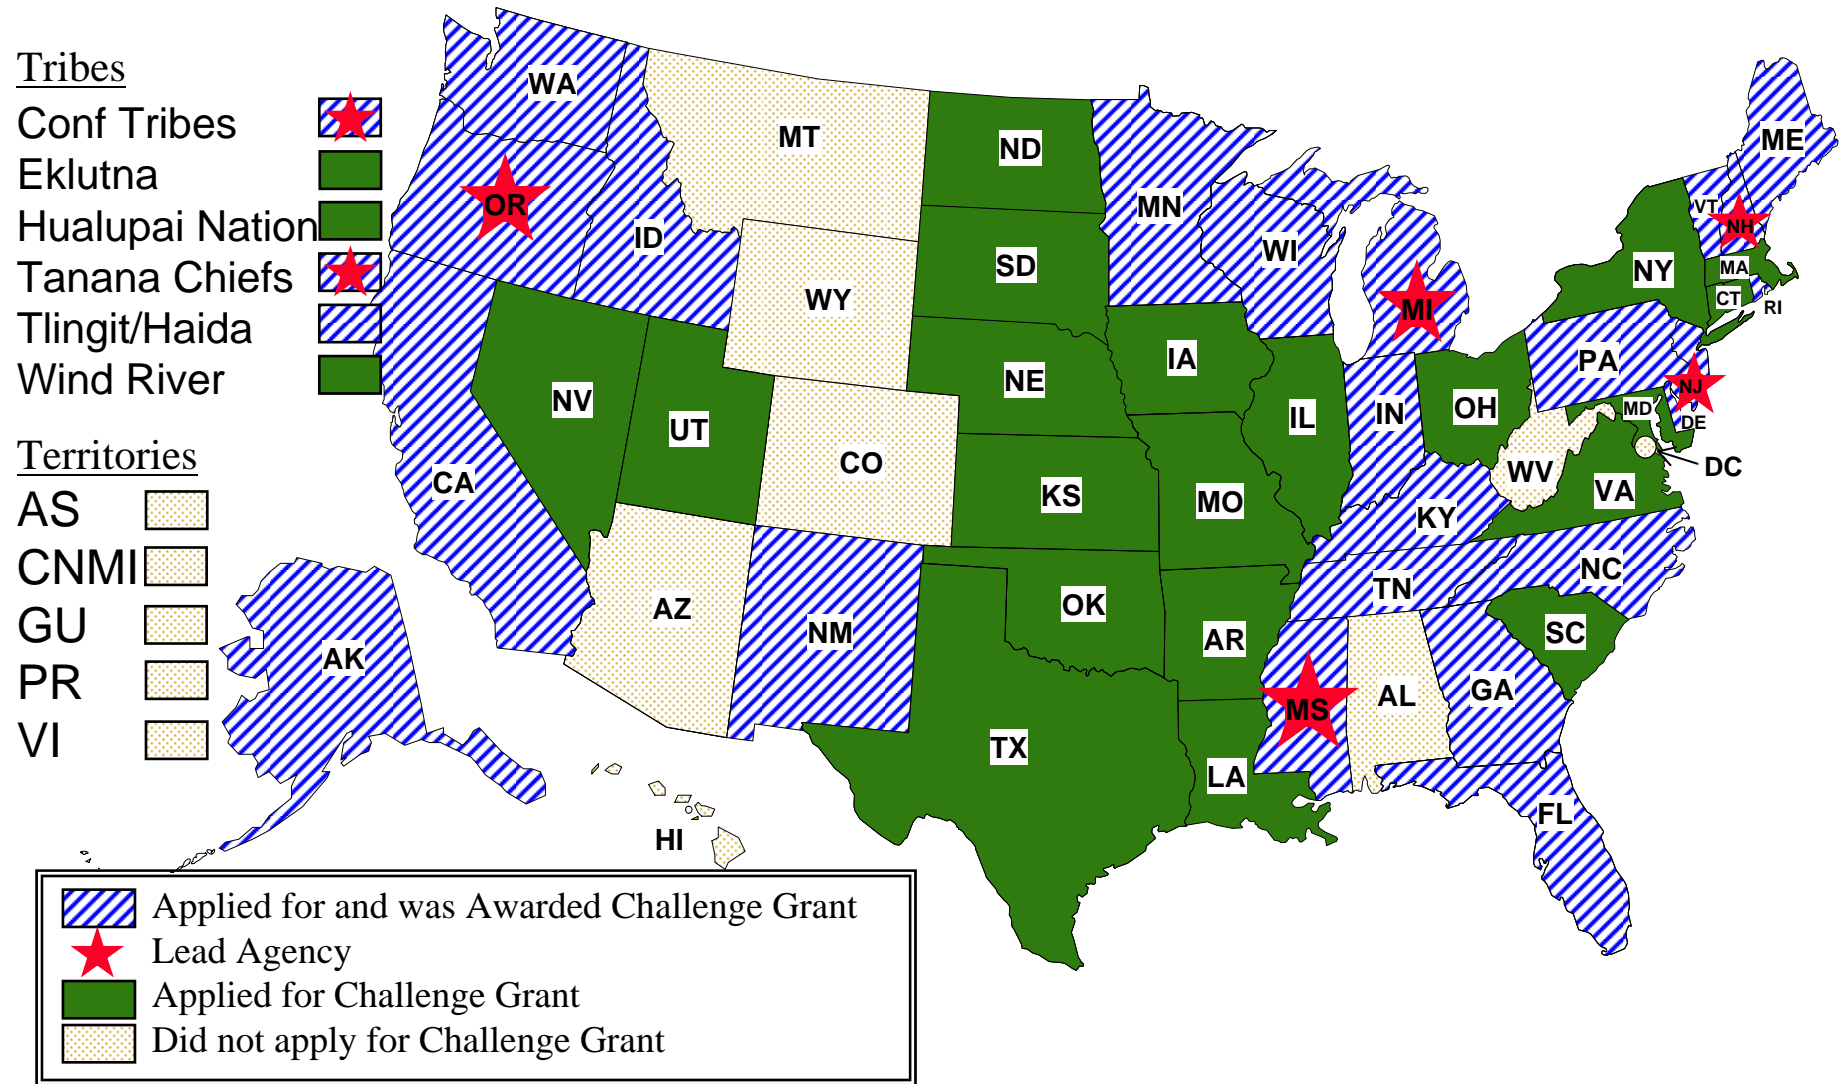 Tribes
Conf Tribes
Eklutna
Hualupai Nation
Tanana Chiefs
Tlingit/Haida
Wind River
Territories
AS
CNMI
GU
PR
VI
WA
MT
ND
MN
ME
OR
ID
SD
WI
VT
NH
WY
MI
NY
MA
CT
RI
NV
UT
NE
IA
PA
NJ
CA
CO
IL
IN
OH
MD
DE
KS
MO
KY
WV
VA
DC
AZ
NM
OK
AR
TN
NC
SC
AK
TX
LA
MS
AL
GA
FL
HI
Applied for and was Awarded Challenge Grant
Lead Agency
Applied for Challenge Grant
Did not apply for Challenge Grant